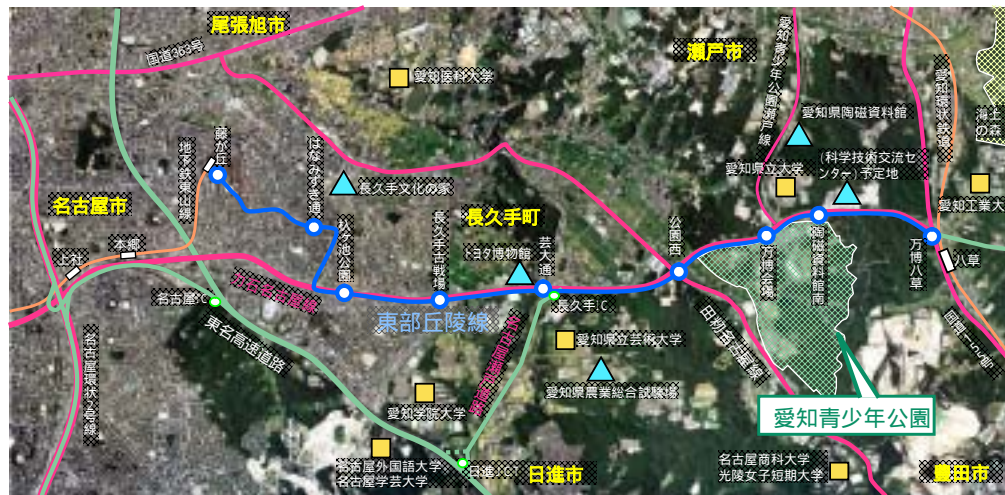 尾張旭市
国道363号
愛知医科大学
瀬戸市
愛知青少年公園瀬戸線
愛知県陶磁資料館
愛知環状鉄道
海上
の森
(科学技術交流セ
ンター)予定地
愛知県立大学
愛知工業大
藤が丘
地下鉄東山線
はなみずき通
長久手文化の家
名古屋市
長久手町
本郷
上社
杁ヶ池公園
長久手古戦場
トヨタ博物館
芸大通
公園西
万博会場
陶磁資料館南
万博八草
八草
名古屋IC
長久手IC
東部丘陵線
東名高速道路
名古屋環状2号線
愛知県立芸術大学
田籾名古屋線
愛知県農業総合試験場
愛知学院大学
愛知青少年公園
名古屋外国語大学
名古屋学芸大学
日進JCT
日進市
名古屋商科大学
光陵女子短期大学
豊田市